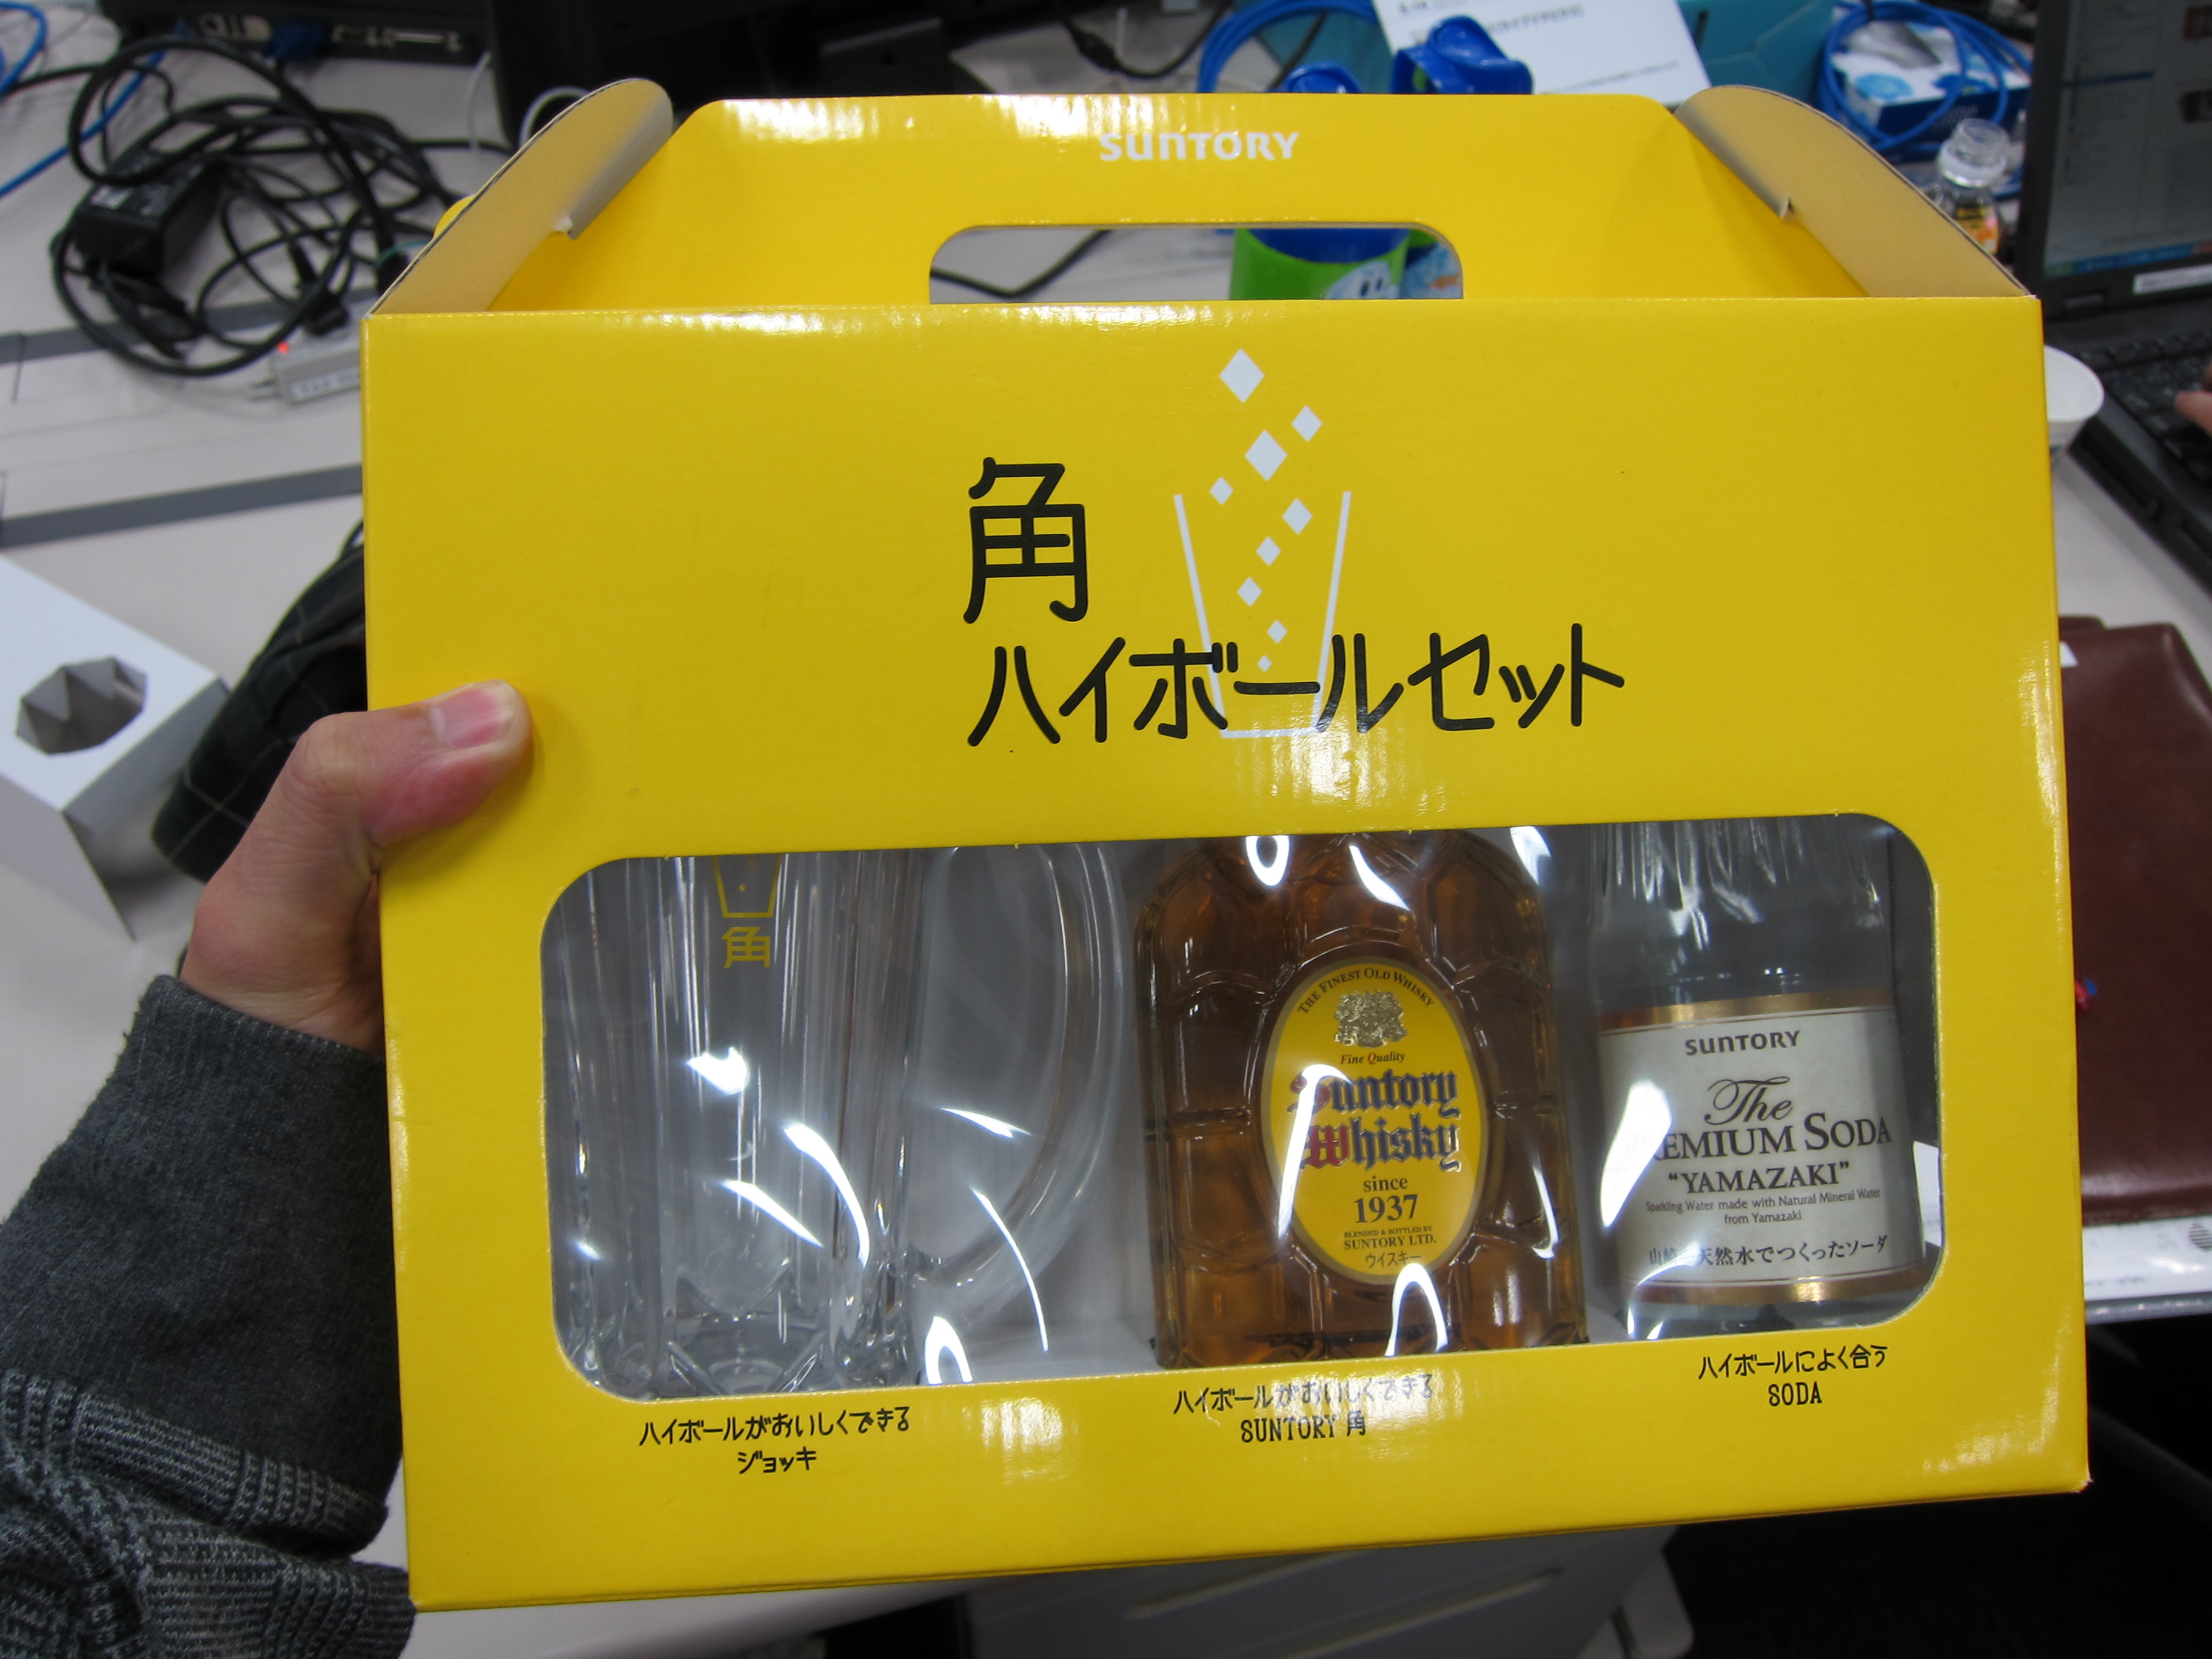 SUNTORY
角
ハイボールセット
角
THE FINEST OLD WHISKY
Fine Quality
Suntory
Whisky
since
1937
BLENDED & BOTTLED BY
SUNTORY LTD.
ウイスキー
SUNTORY
The
PREMIUM SODA
"YAMAZAKI"
Sparkling Water made with Natural Mineral Water
from Yamazaki
山崎の天然水でつくったソーダ
ハイボールがおいしくできる
ジョッキ
ハイボールがおいしくできる
SUNTORY 角
ハイボールによく合う
SODA